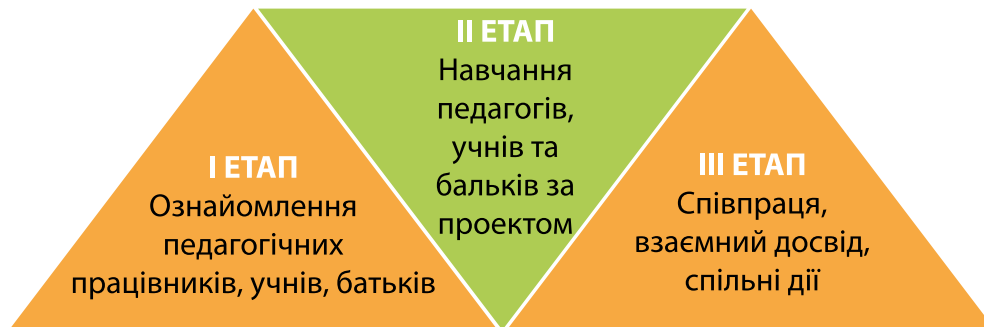 І ЕТАП
Ознайомлення
педагогічних
працівників, учнів, батьків
ІІ ЕТАП
Навчання
педагогів,
учнів та
бальків за
проектом
ІІІ ЕТАП
Співпраця,
взаємний досвід,
спільні дії